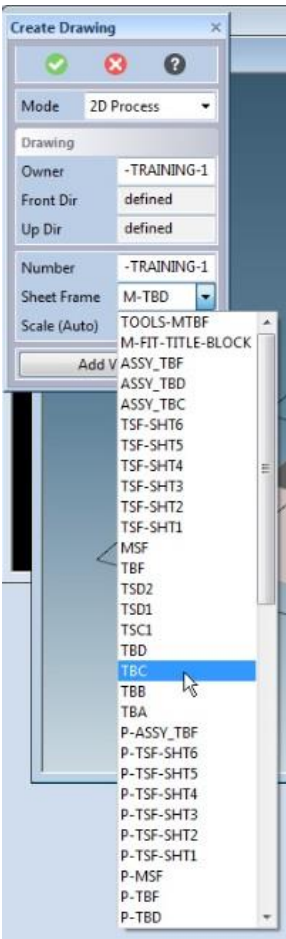 Create Drawing
Mode 2D Process
Drawing
Owner -TRAINING-1
Front Dir defined
Up Dir defined
Number -TRAINING-1
Sheet Frame M-TBD
Scale (Auto)
Add V
TOOLS-MTBF
M-FIT-TITLE-BLOCK
ASSY_TBF
ASSY_TBD
ASSY_TBC
TSF-SHT6
TSF-SHT5
TSF-SHT4
TSF-SHT3
TSF-SHT2
TSF-SHT1
MSF
TBF
TSD2
TSD1
TSC1
TBD
TBC
TBB
TBA
P-ASSY_TBF
P-TSF-SHT6
P-TSF-SHT5
P-TSF-SHT4
P-TSF-SHT3
P-TSF-SHT2
P-TSF-SHT1
P-MSF
P-TBF
P-TBD